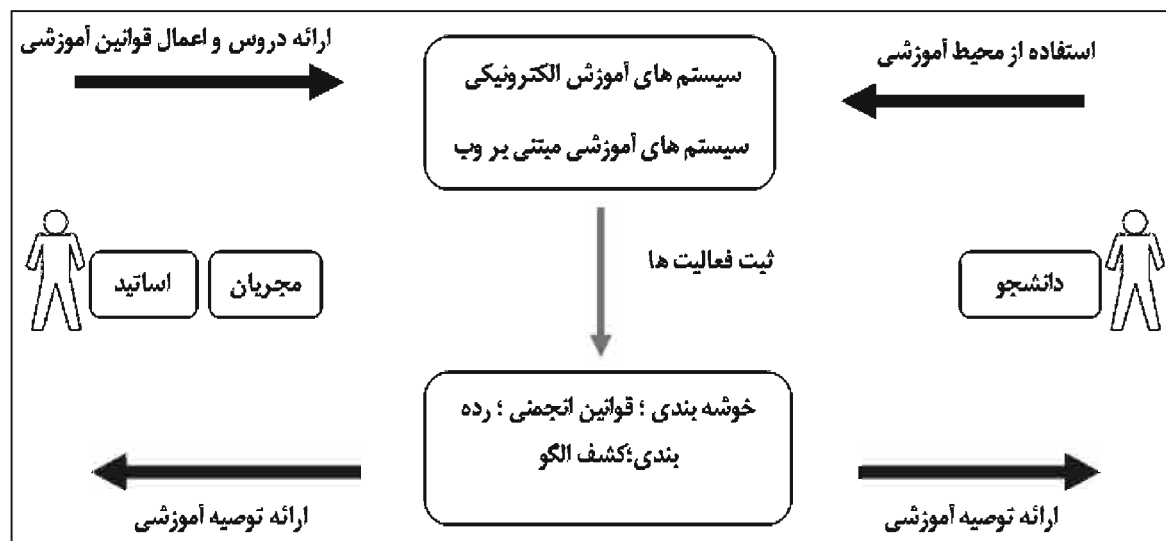 استفاده از محیط آموزشی
سیستم های آموزش الکترونیکی
سیستم های آموزشی مبتنی بر وب
ارائه دروس و اعمال قوانین آموزشی
دانشجو
ثبت فعالیت ها
مجریان
اساتید
خوشه بندی ؛ قوانین انجمنی ؛ رده
بندی؛کشف الگو
ارائه توصیه آموزشی
ارائه توصیه آموزشی